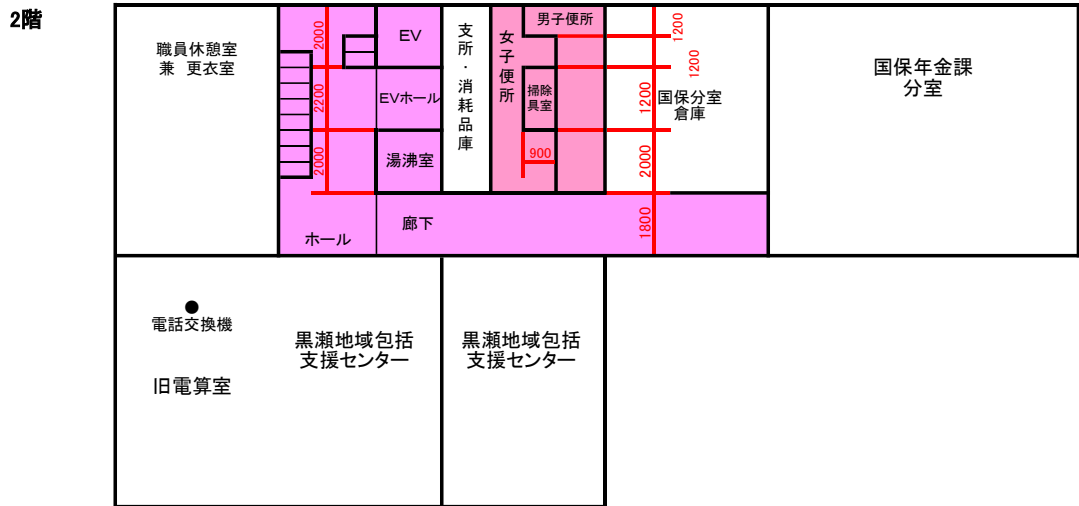 2階
職員休憩室
兼 更衣室
2000
2200
2000
EV
EVホール
湯沸室
支所・消耗品庫
女子便所
男子便所
掃除
具室
900
1200
1200
1200
2000
1800
国保分室
倉庫
国保年金課
分室
ホール
廊下
電話交換機
旧電算室
黒瀬地域包括
支援センター
黒瀬地域包括
支援センター